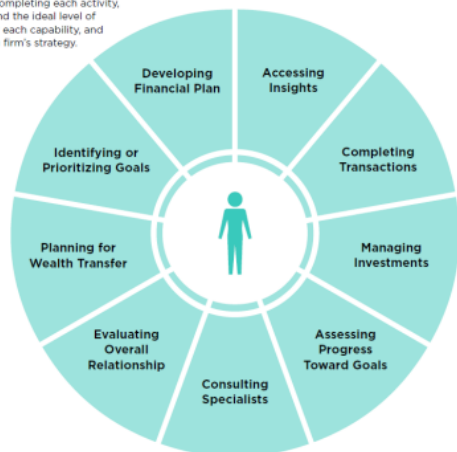 completing each activity,
nd the ideal level of
each capability, and
firm's strategy.
Developing
Financial Plan
Accessing
Insights
Identifying or
Prioritizing Goals
Completing
Transactions
Planning for
Wealth Transfer
Managing
Investments
Evaluating
Overall
Relationship
Assessing
Progress
Toward Goals
Consulting
Specialists